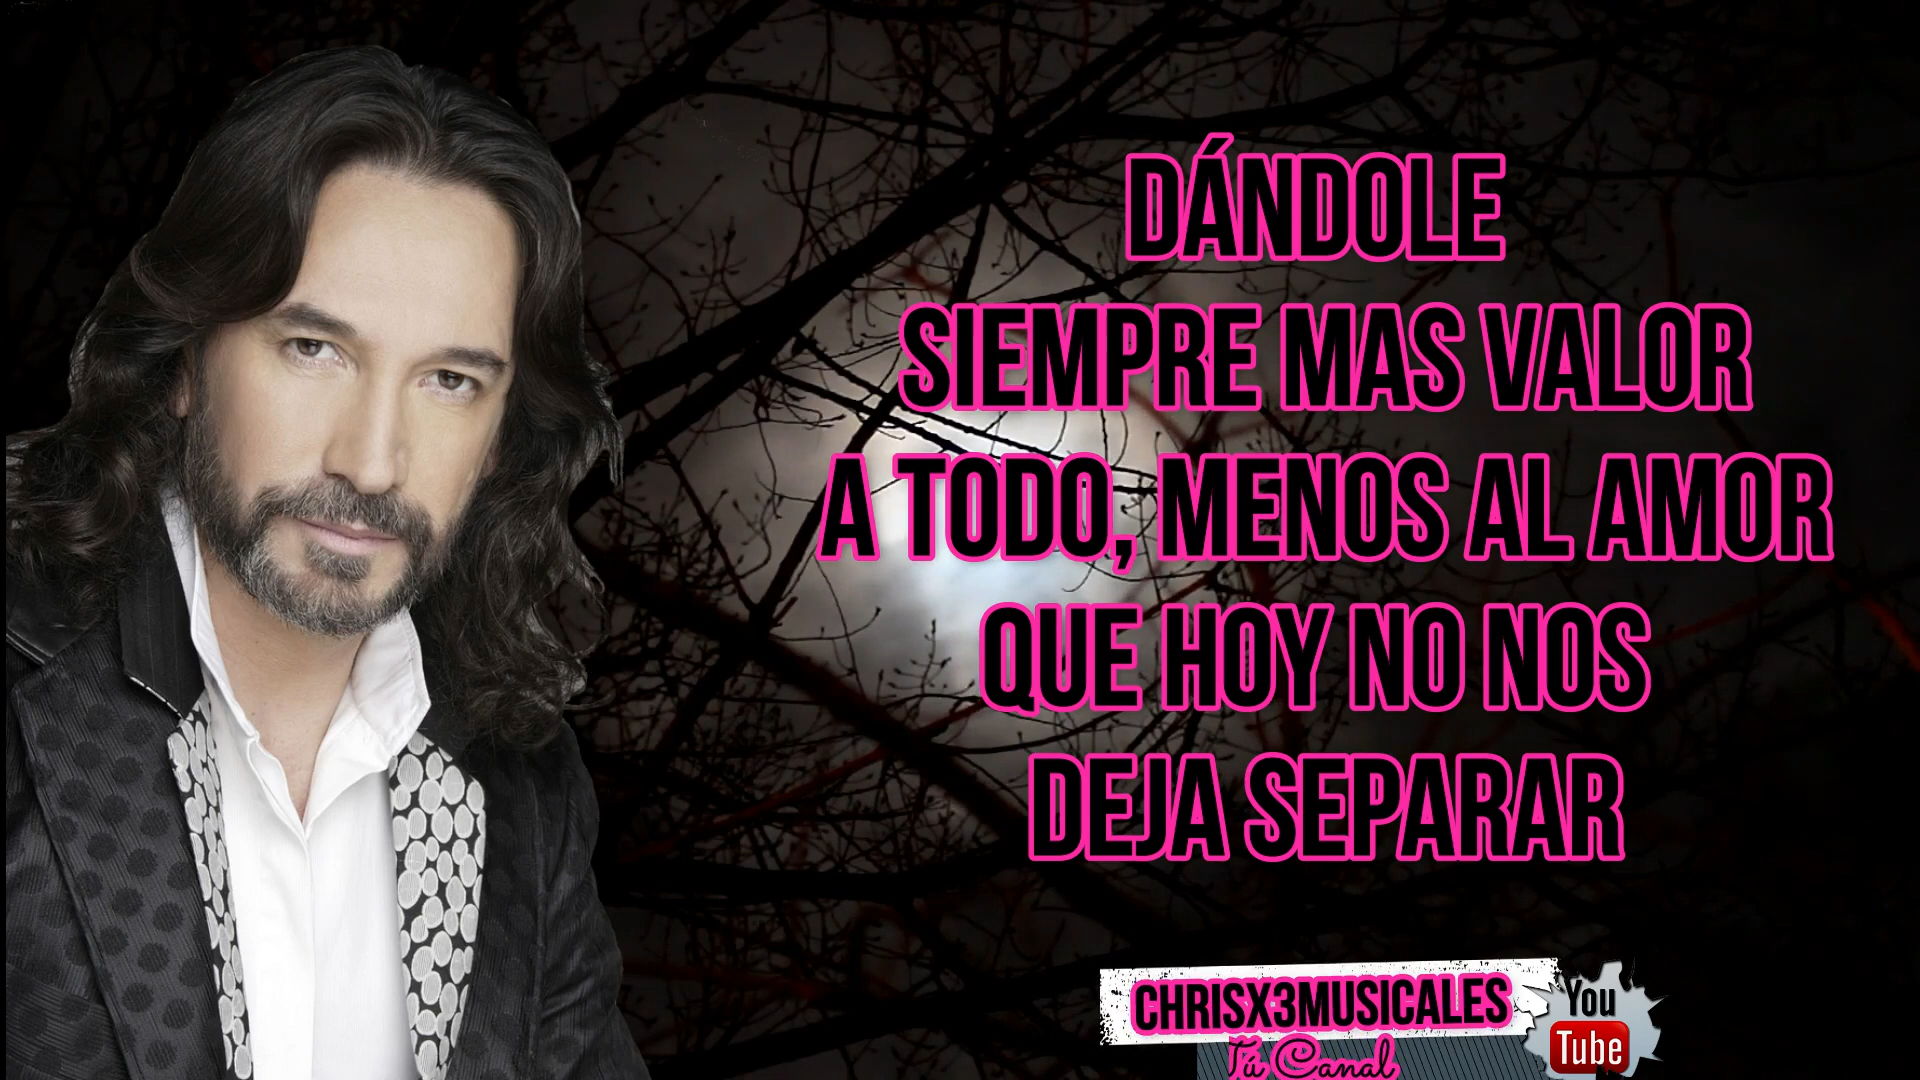 DÁNDOLE
SIEMPRE MAS VALOR
A TODO, MENOS AL AMOR
QUE HOY NO NOS
DEJA SEPARAR
CHRISX3MUSICALES
Tú Canal
You
Tube